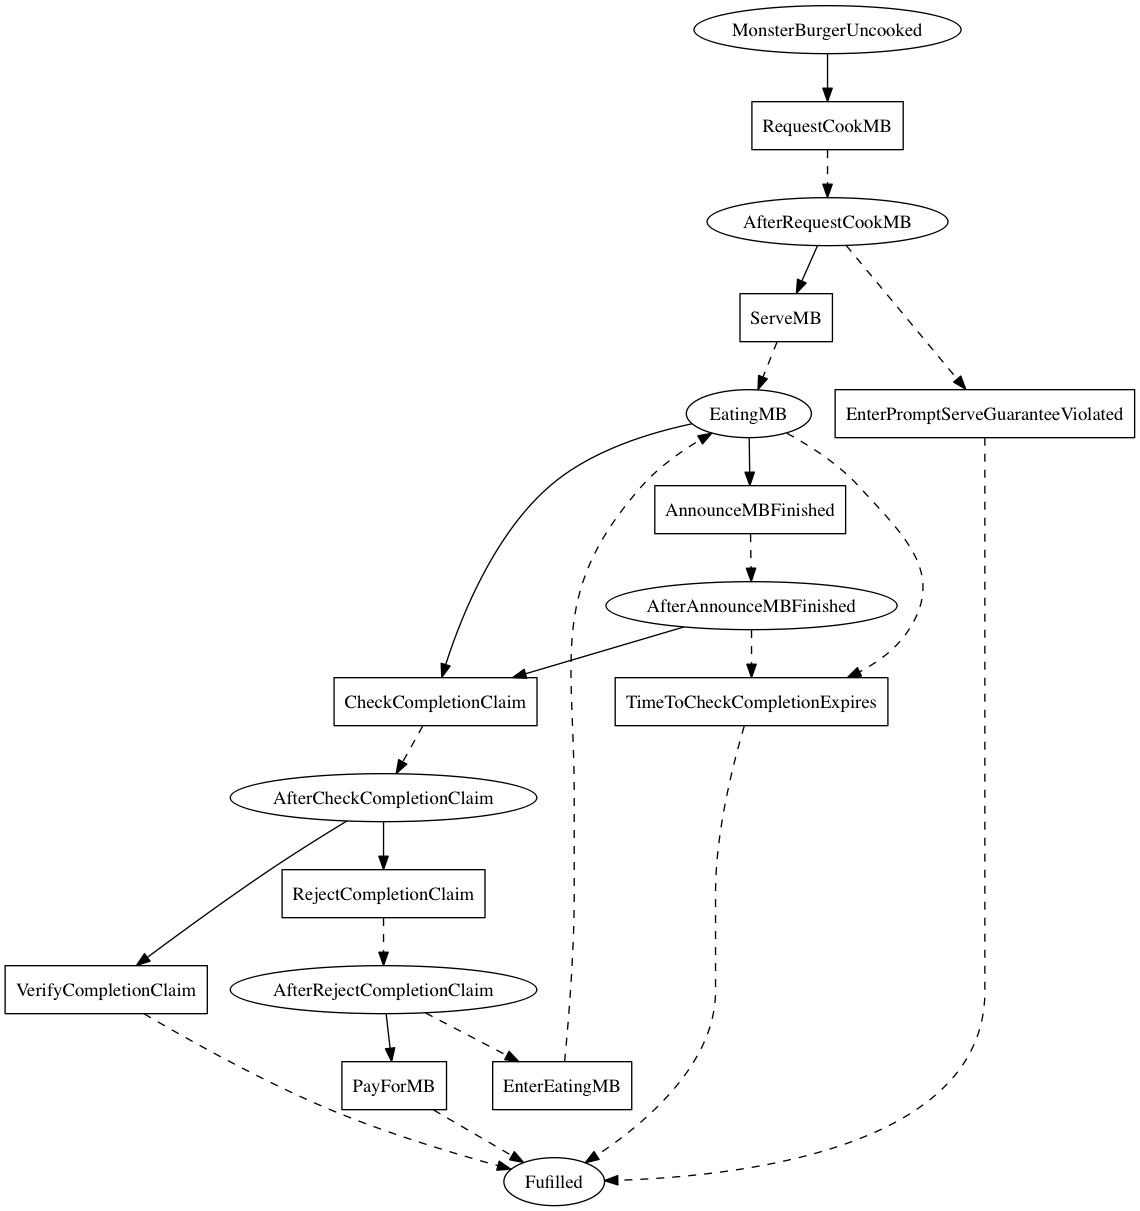 MonsterBurgerUncooked
RequestCookMB
AfterRequestCookMB
ServeMB
EatingMB
EnterPromptServeGuaranteeViolated
AnnounceMBFinished
AfterAnnounceMBFinished
CheckCompletionClaim
TimeToCheckCompletionExpires
AfterCheckCompletionClaim
RejectCompletionClaim
VerifyCompletionClaim
AfterRejectCompletionClaim
PayForMB
EnterEatingMB
Fufilled